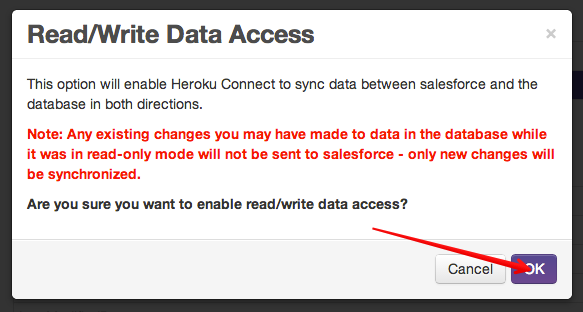 Read/Write Data Access
×
This option will enable Heroku Connect to sync data between salesforce and the
database in both directions.
Note: Any existing changes you may have made to data in the database while
it was in read-only mode will not be sent to salesforce - only new changes will
be synchronized.
Are you sure you want to enable read/write data access?
Cancel
OK